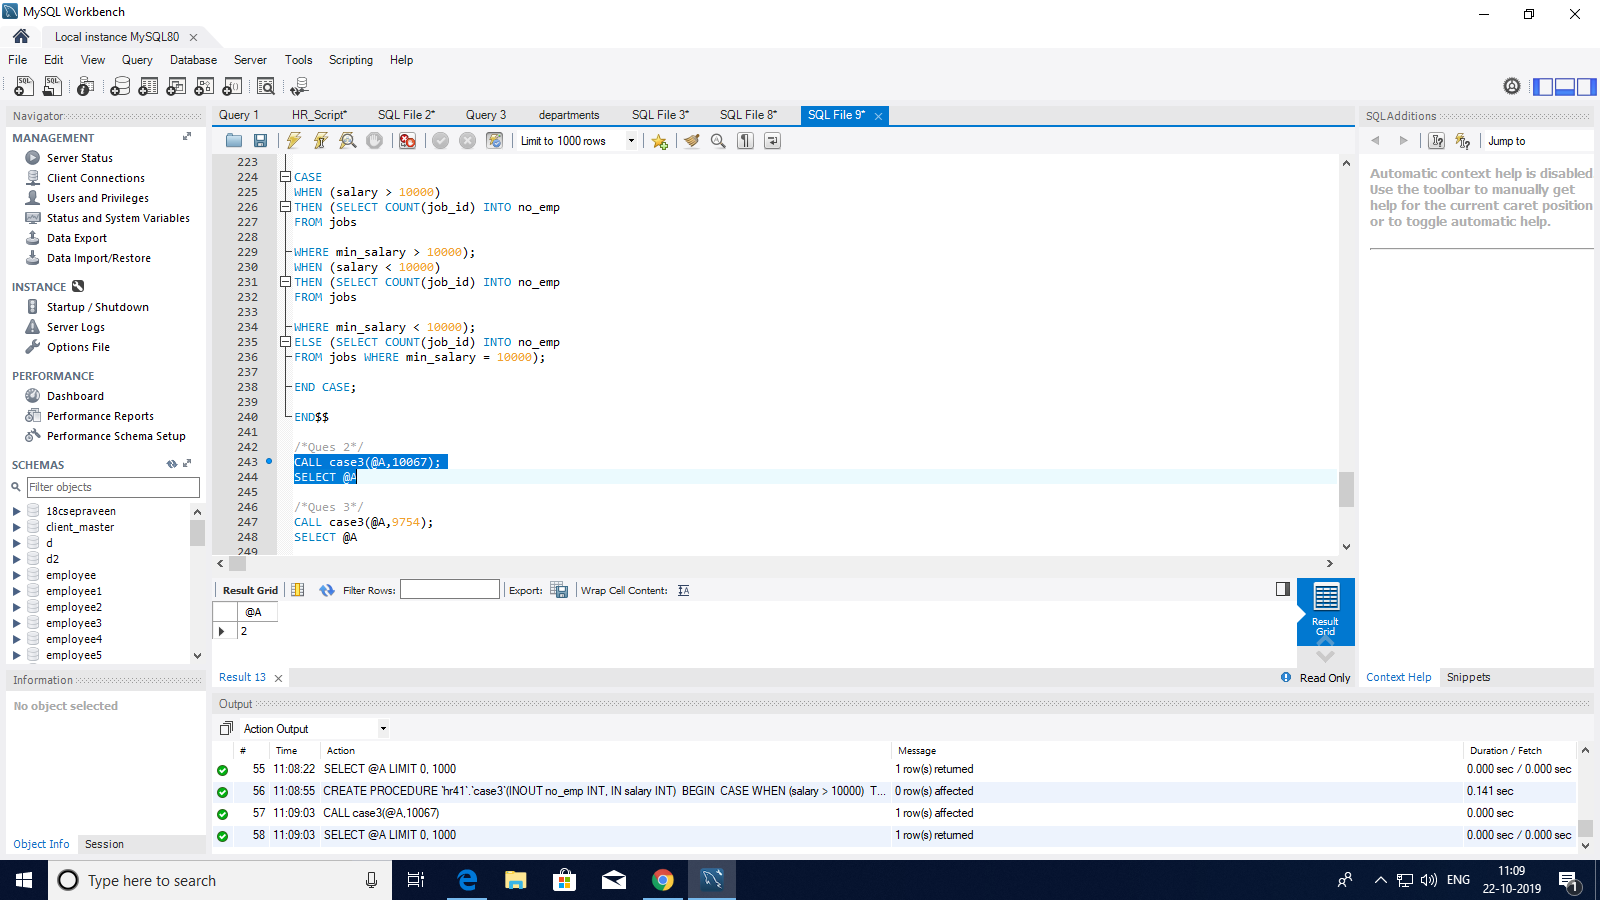 MySQL Workbench
Local instance MySQL80
File Edit View Query Database Server Tools Scripting Help
Navigator
MANAGEMENT
Server Status
Client Connections
Users and Privileges
Status and System Variables
Data Export
Data Import/Restore
INSTANCE
Startup / Shutdown
Server Logs
Options File
PERFORMANCE
Dashboard
Performance Reports
Performance Schema Setup
SCHEMAS
Filter objects
18csepraveen
client_master
d
d2
employee
employee1
employee2
employee3
employee4
employee5
Information
No object selected
Object Info Session
Query 1 HR_Script* SQL File 2* Query 3 departments SQL File 3* SQL File 8* SQL File 9*
Limit to 1000 rows
223
224 CASE
225 WHEN (salary > 10000)
226 THEN (SELECT COUNT(job_id) INTO no_emp
227 FROM jobs
228
229 WHERE min_salary > 10000);
230 WHEN (salary < 10000)
231 THEN (SELECT COUNT(job_id) INTO no_emp
232 FROM jobs
233
234 WHERE min_salary < 10000);
235 ELSE (SELECT COUNT(job_id) INTO no_emp
236 FROM jobs WHERE min_salary = 10000);
237
238 END CASE;
239
240 END$$
241
242 /*Ques 2*/
243 CALL case3(@A,10067);
244 SELECT @A
245
246 /*Ques 3*/
247 CALL case3(@A,9754);
248 SELECT @A
249
Result Grid Filter Rows: Export: Wrap Cell Content:
@A
2
Result Grid
Result 13
Read Only
SQLAdditions
Jump to
Automatic context help is disabled.
Use the toolbar to manually get
help for the current caret position
or to toggle automatic help.
Context Help Snippets
Output
Action Output
# Time Action Message Duration / Fetch
55 11:08:22 SELECT @A LIMIT 0, 1000 1 row(s) returned 0.000 sec / 0.000 sec
56 11:08:55 CREATE PROCEDURE `hr41`.`case3`(INOUT no_emp INT, IN salary INT) BEGIN CASE WHEN (salary > 10000) T... 0 row(s) affected 0.141 sec
57 11:09:03 CALL case3(@A,10067) 1 row(s) affected 0.000 sec
58 11:09:03 SELECT @A LIMIT 0, 1000 1 row(s) returned 0.000 sec / 0.000 sec
Type here to search
ENG
11:09
22-10-2019
1